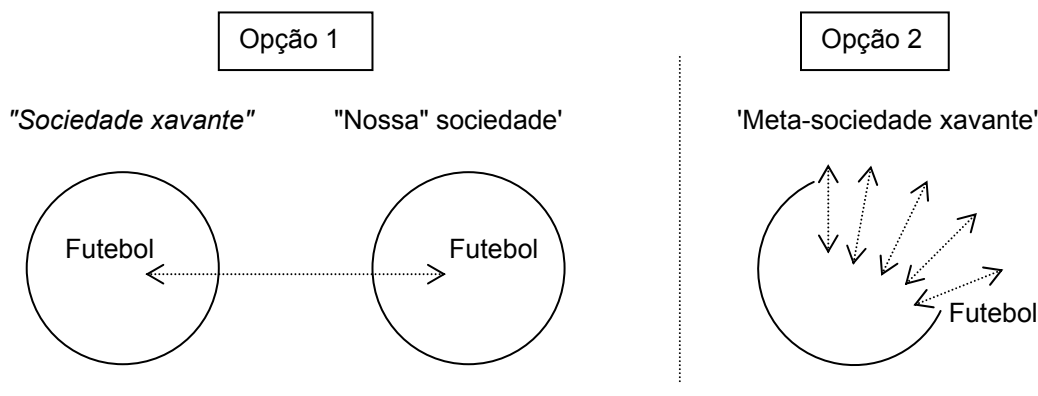 Opção 1
Opção 2
"Sociedade xavante"
"Nossa" sociedade'
'Meta-sociedade xavante'
Futebol
Futebol
Futebol